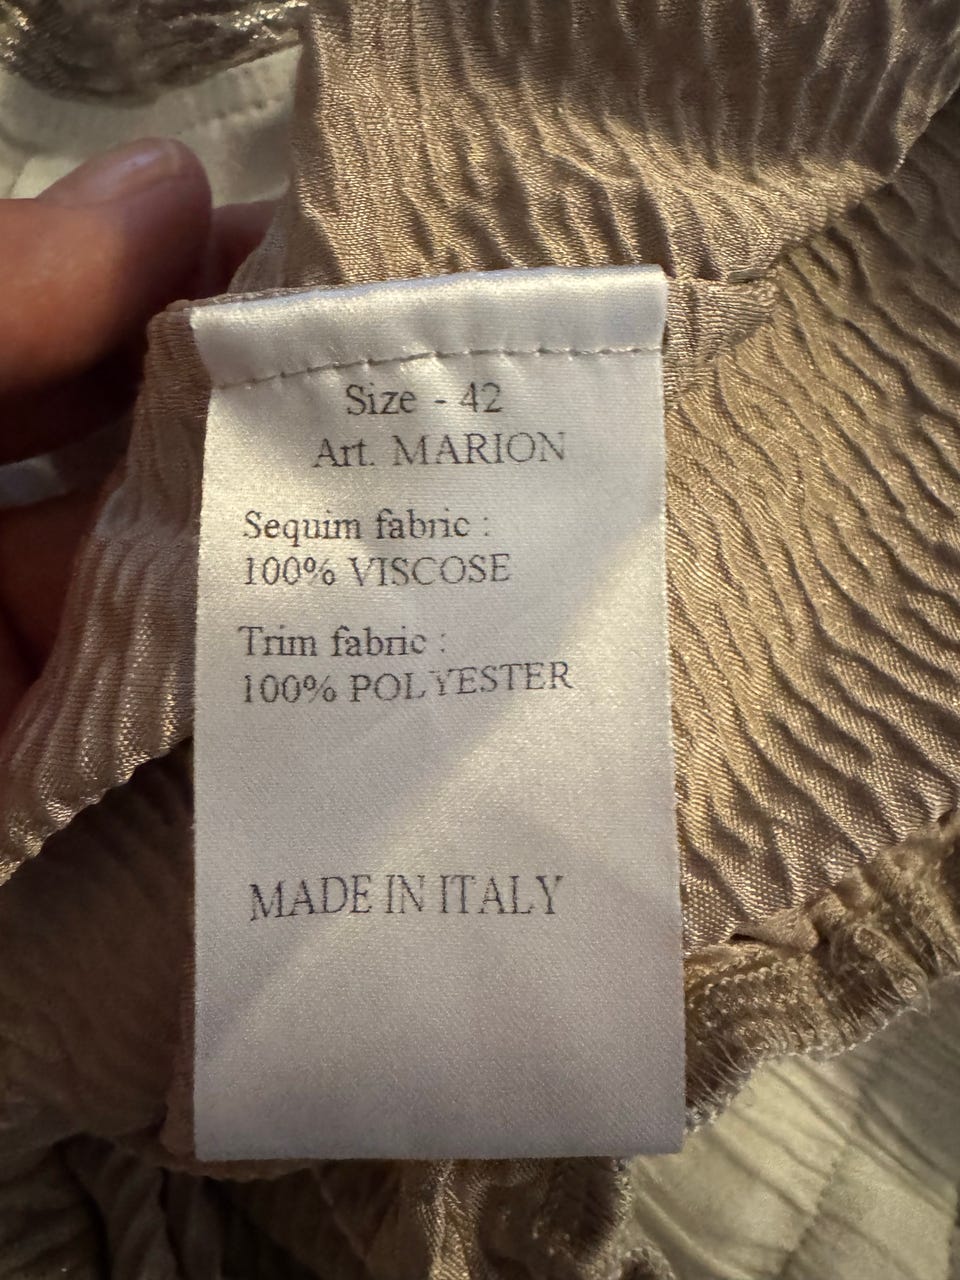 Size - 42
Art. MARION
Sequim fabric :
100% VISCOSE
Trim fabric :
100% POLYESTER
MADE IN ITALY